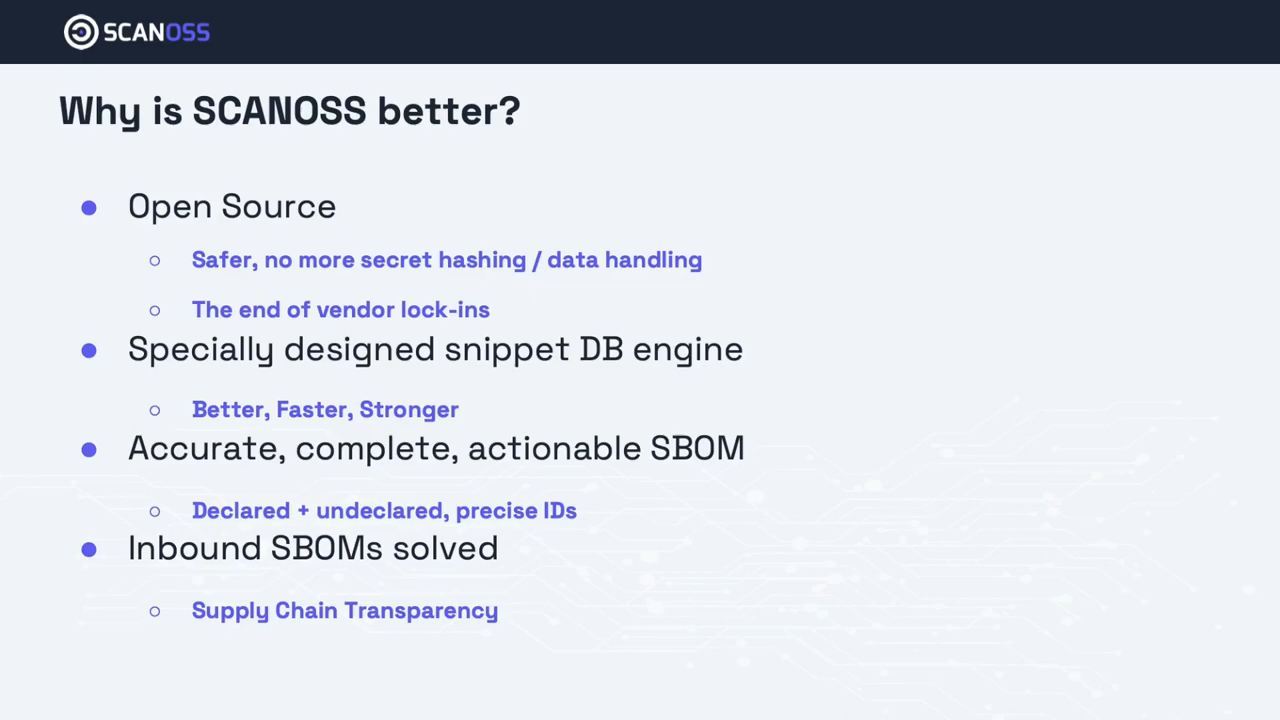 SCANOSS
Why is SCANOSS better?
● Open Source
○ Safer, no more secret hashing / data handling
○ The end of vendor lock-ins
● Specially designed snippet DB engine
○ Better, Faster, Stronger
● Accurate, complete, actionable SBOM
○ Declared + undeclared, precise IDs
● Inbound SBOMs solved
○ Supply Chain Transparency